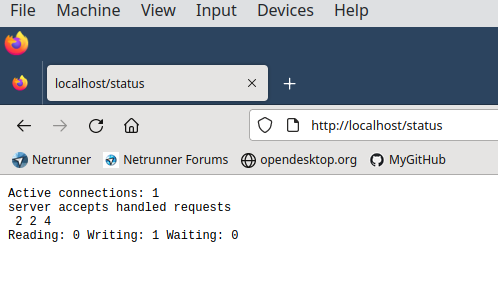 File Machine View Input Devices Help
localhost/status
http://localhost/status
Netrunner Netrunner Forums opendesktop.org MyGitHub
Active connections: 1
server accepts handled requests
 2 2 4
Reading: 0 Writing: 1 Waiting: 0